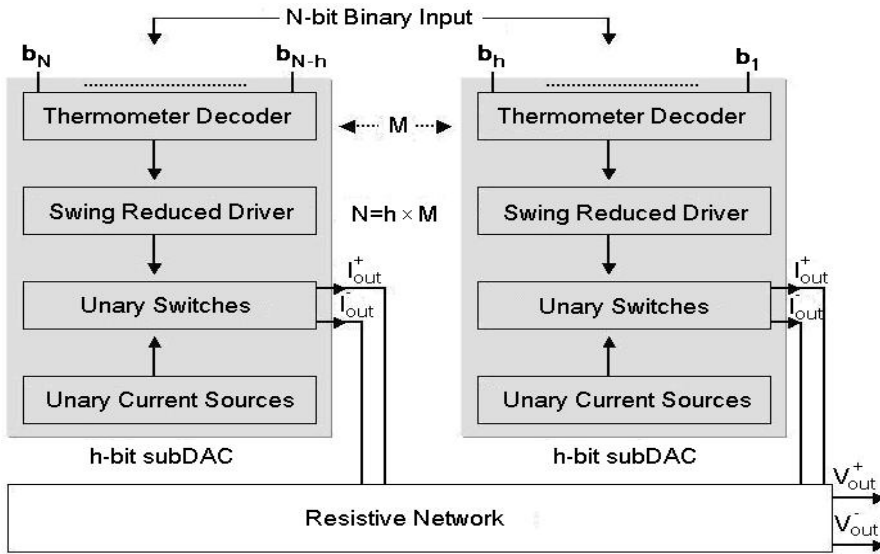 N-bit Binary Input
b_N b_N-h b_h b_1
Thermometer Decoder
M
Thermometer Decoder
Swing Reduced Driver
N=h × M
Swing Reduced Driver
Unary Switches
I⁺out
I⁻out
Unary Switches
I⁺out
I⁻out
Unary Current Sources
Unary Current Sources
h-bit subDAC
h-bit subDAC
Resistive Network
V⁺out
V⁻out